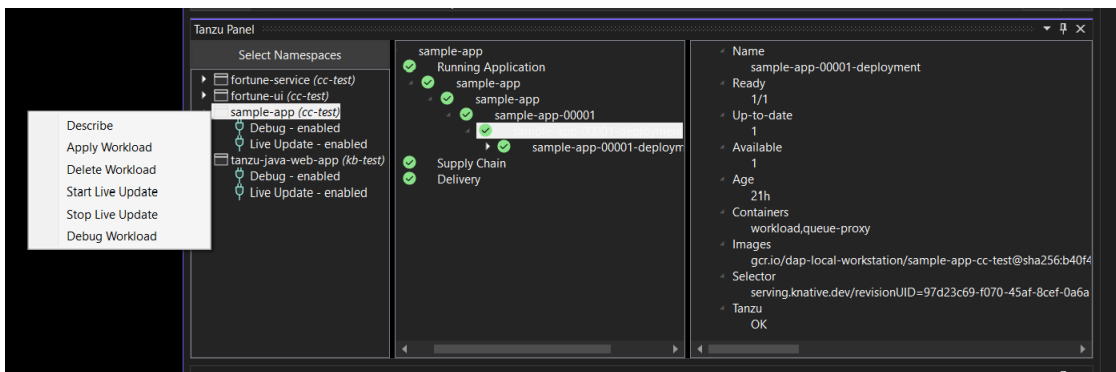 Tanzu Panel
Select Namespaces
fortune-service (cc-test)
fortune-ui (cc-test)
sample-app (cc-test)
Debug - enabled
Live Update - enabled
tanzu-java-web-app (kb-test)
Debug - enabled
Live Update - enabled
Describe
Apply Workload
Delete Workload
Start Live Update
Stop Live Update
Debug Workload
sample-app
Running Application
sample-app
sample-app
sample-app-00001
sample-app-00001-deployment
sample-app-00001-deploym
Supply Chain
Delivery
Name
sample-app-00001-deployment
Ready
1/1
Up-to-date
1
Available
1
Age
21h
Containers
workload,queue-proxy
Images
gcr.io/dap-local-workstation/sample-app-cc-test@sha256:b40f4
Selector
serving.knative.dev/revisionUID=97d23c69-f070-45af-8cef-0a6a
Tanzu
OK